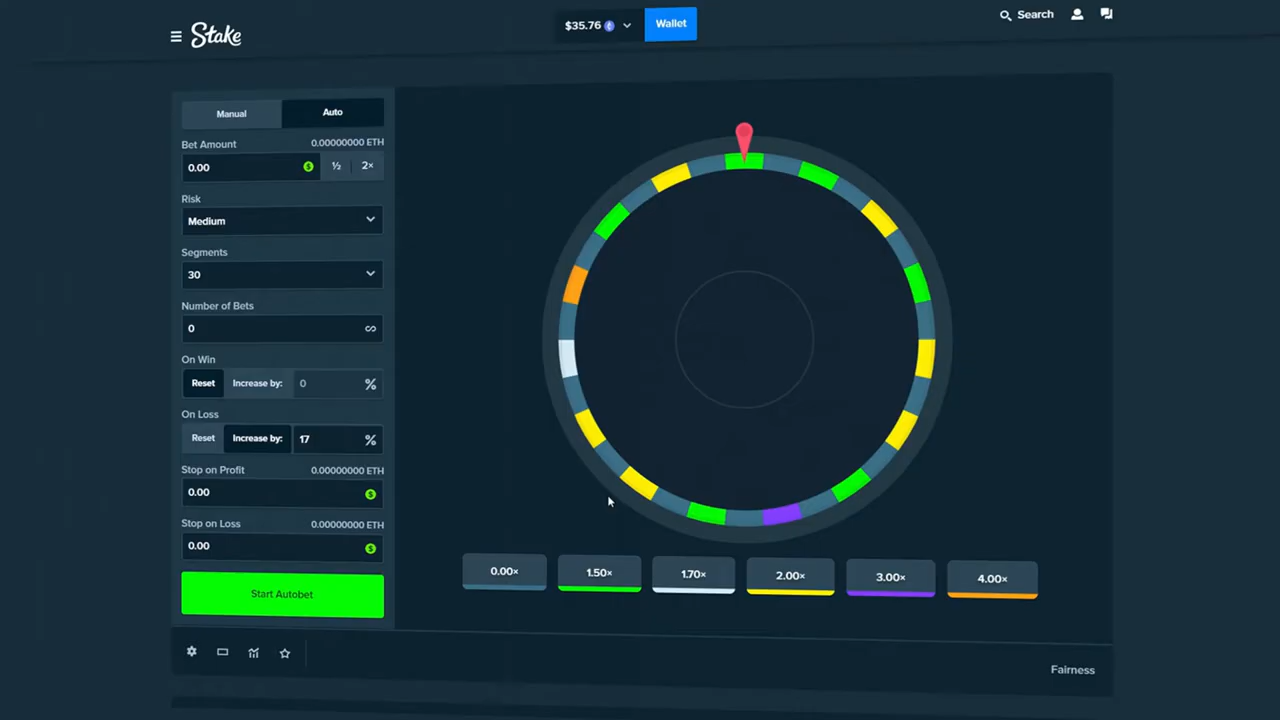 Stake
$35.76
Wallet
Search
Manual
Auto
Bet Amount
0.00000000 ETH
0.00
½
2×
Risk
Medium
Segments
30
Number of Bets
0
∞
On Win
Reset
Increase by:
0
%
On Loss
Reset
Increase by:
17
%
Stop on Profit
0.00000000 ETH
0.00
$
Stop on Loss
0.00000000 ETH
0.00
$
Start Autobet
0.00×
1.50×
1.70×
2.00×
3.00×
4.00×
Fairness